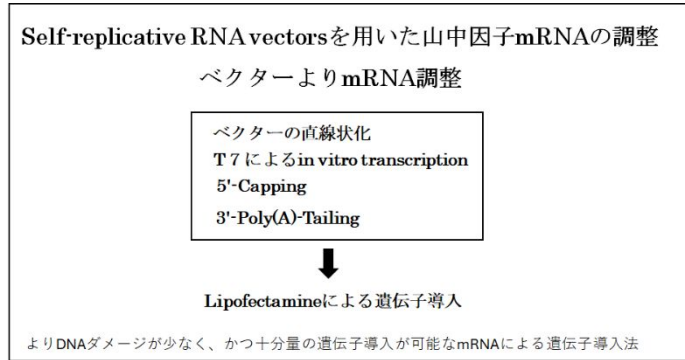 Self-replicative RNA vectorsを用いた山中因子mRNAの調整
ベクターよりmRNA調整
ベクターの直線状化
T７によるin vitro transcription
5'-Capping
3'-Poly(A)-Tailing
Lipofectamineによる遺伝子導入
よりDNAダメージが少なく、かつ十分量の遺伝子導入が可能なmRNAによる遺伝子導入法